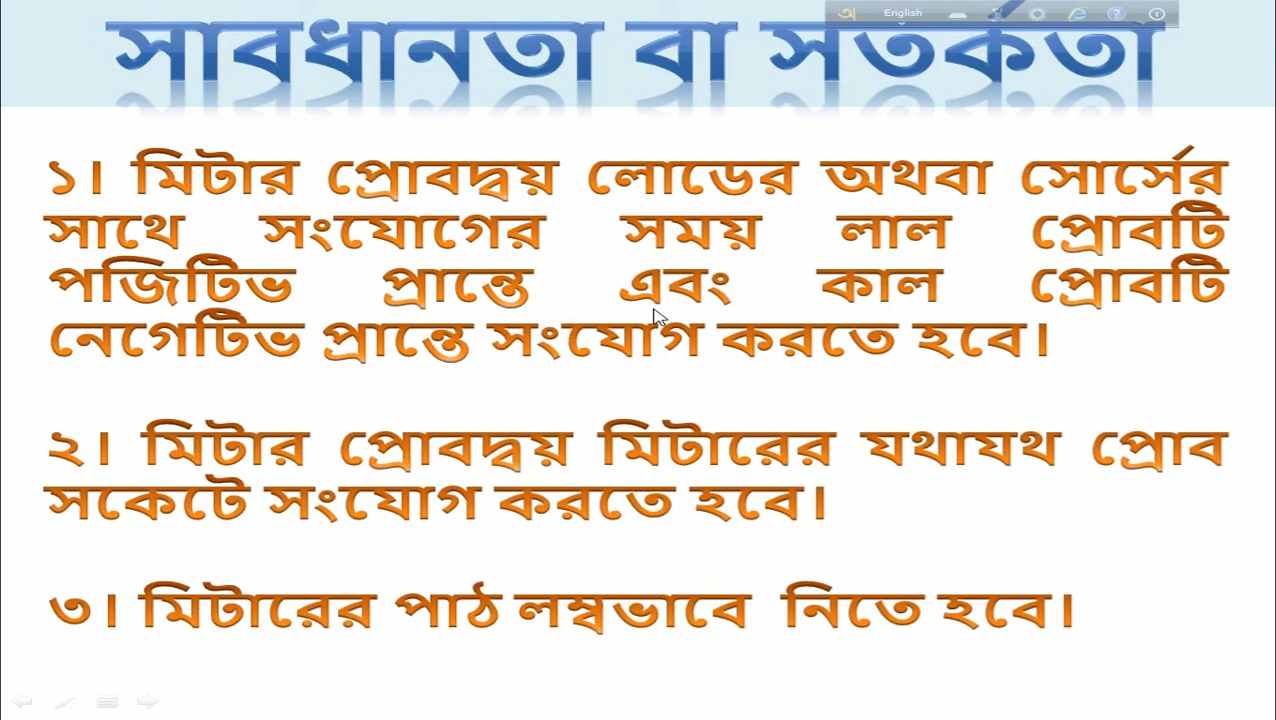 English
সাবধানতা বা সতর্কতা
১। মিটার প্রোবদ্বয় লোডের অথবা সোর্সের
সাথে সংযোগের সময় লাল প্রোবটি
পজিটিভ প্রান্তে এবং কাল প্রোবটি
নেগেটিভ প্রান্তে সংযোগ করতে হবে।
২। মিটার প্রোবদ্বয় মিটারের যথাযথ প্রোব
সকেটে সংযোগ করতে হবে।
৩। মিটারের পাঠ লম্বভাবে নিতে হবে।